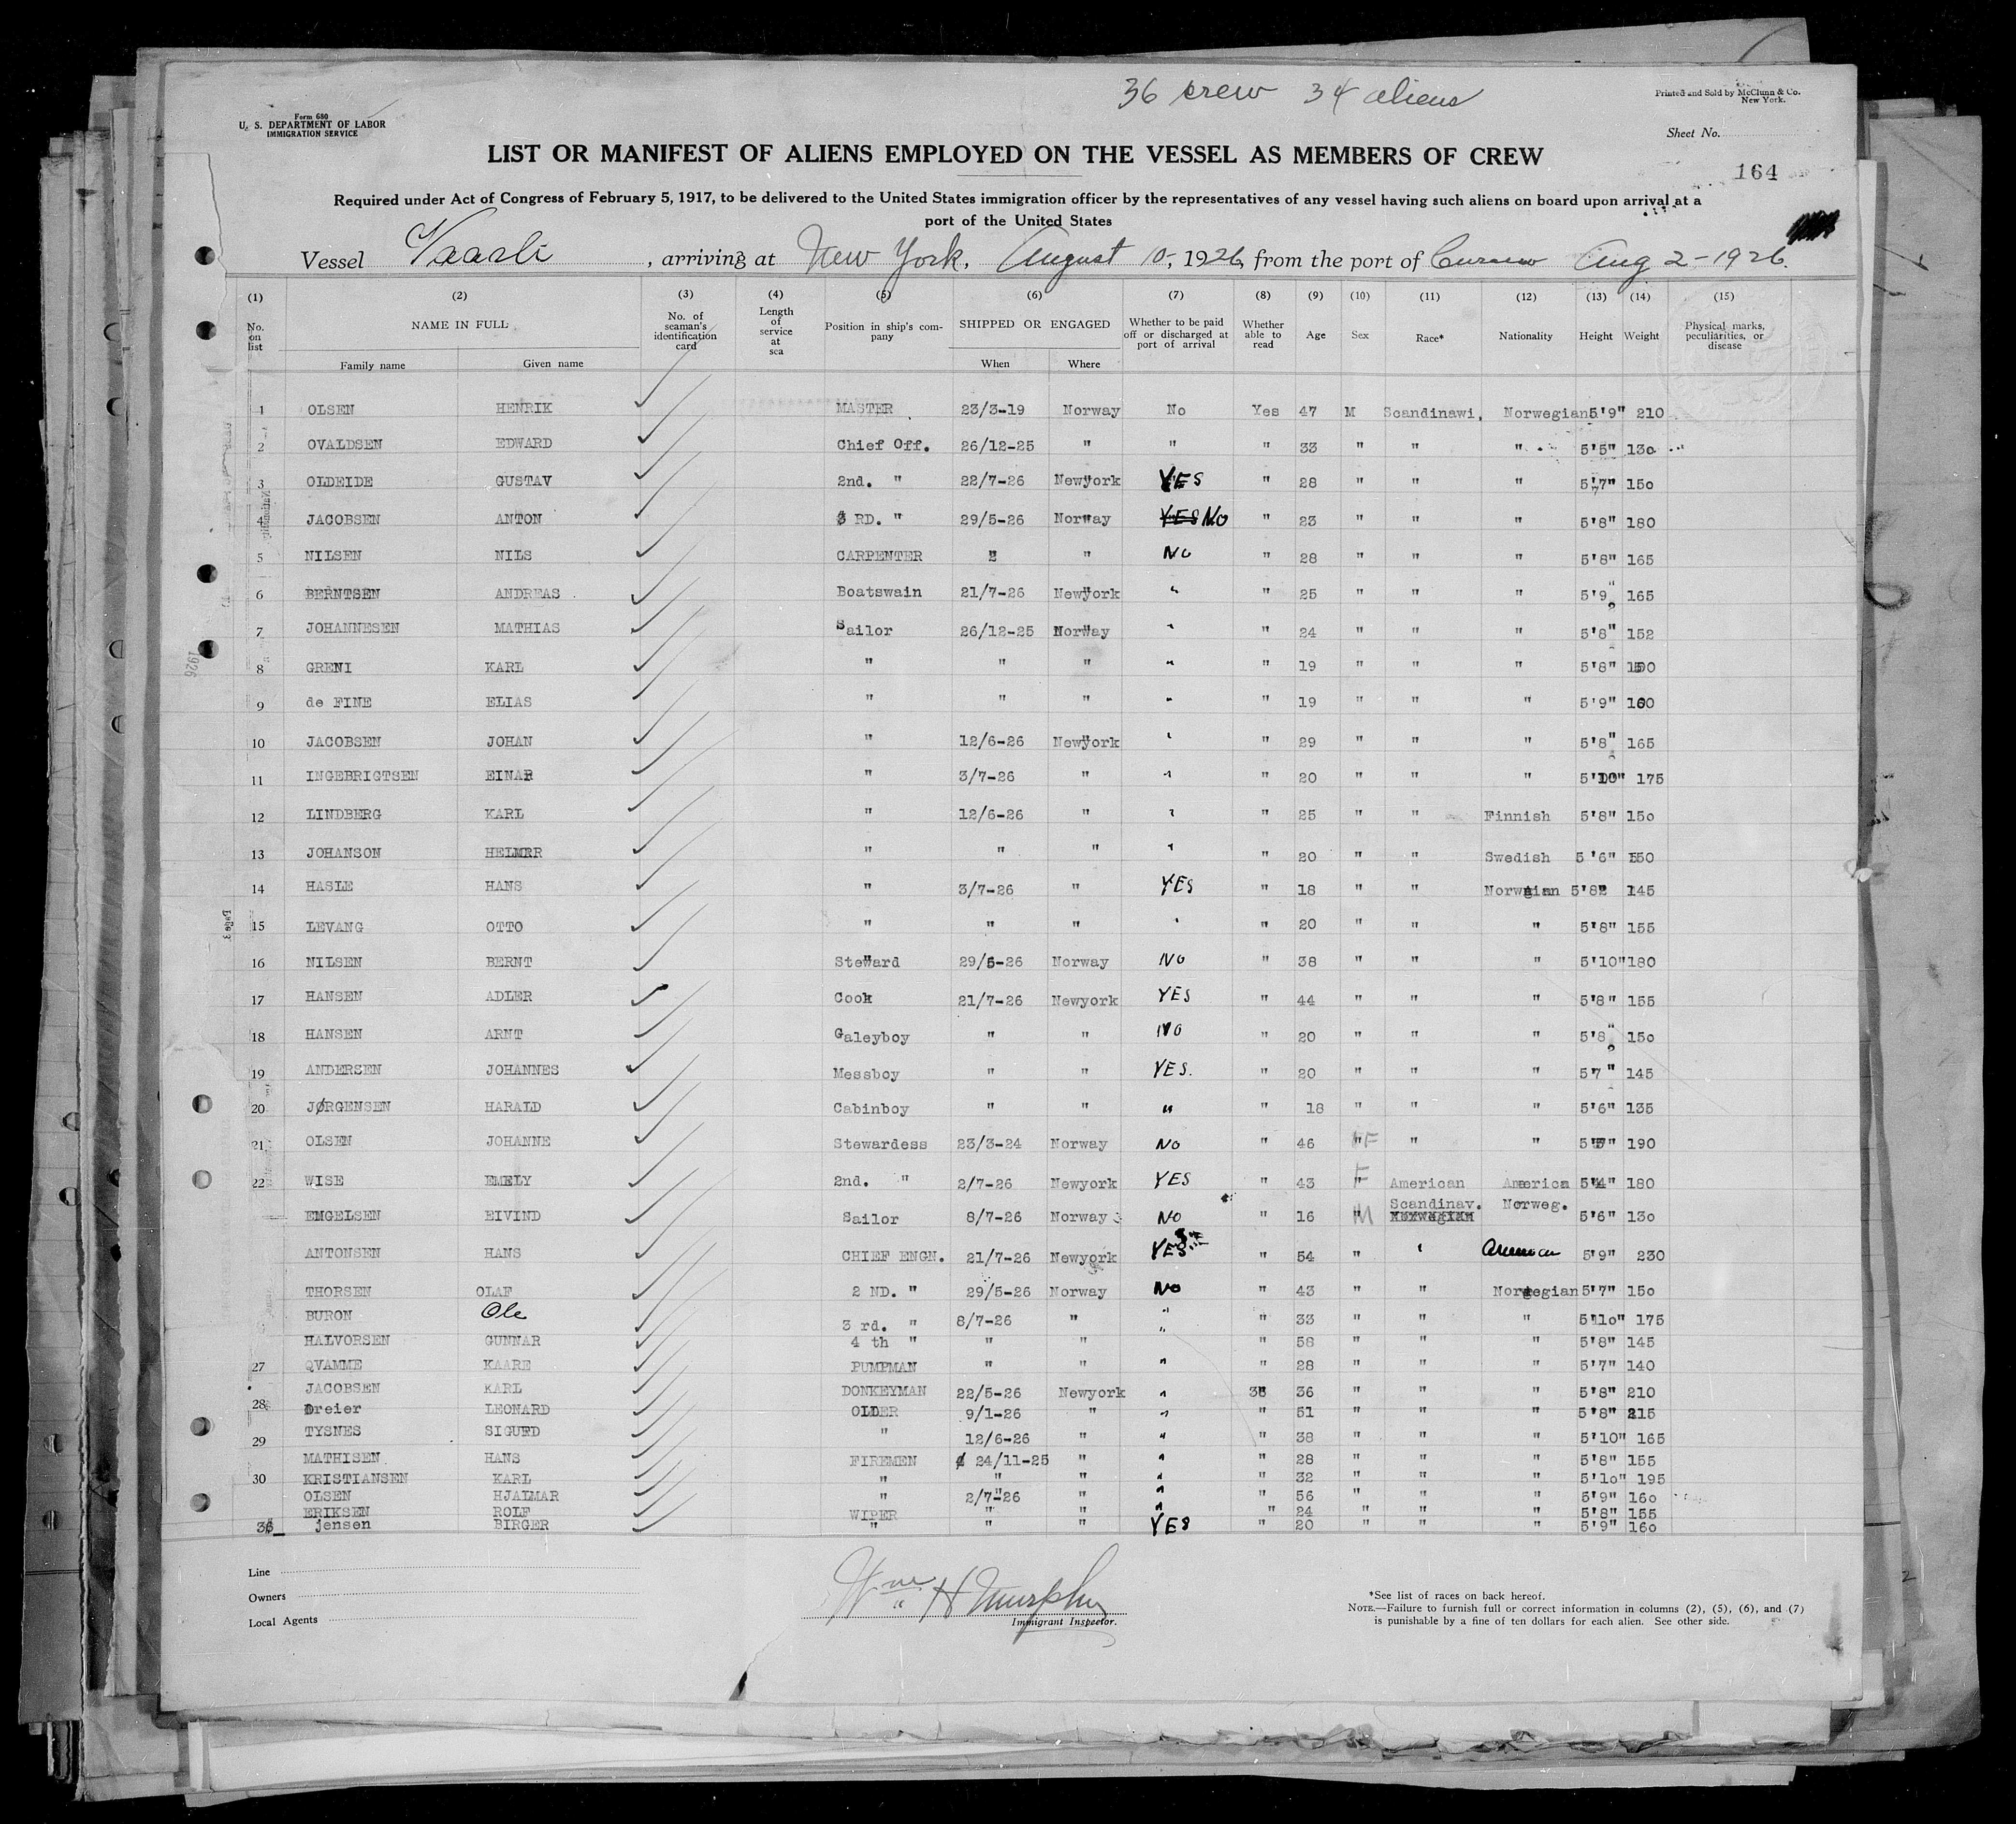 36 crew 34 aliens
Printed and Sold by McClunn & Co.
New York.
Form 680
U. S. DEPARTMENT OF LABOR
IMMIGRATION SERVICE
Sheet No.
LIST OR MANIFEST OF ALIENS EMPLOYED ON THE VESSEL AS MEMBERS OF CREW
164
Required under Act of Congress of February 5, 1917, to be delivered to the United States immigration officer by the representatives of any vessel having such aliens on board upon arrival at a
port of the United States
Vessel Vaarli, arriving at New York, August 10, 1926, from the port of Curacao Aug 2-1926.
(1) (2) (3) (4) (5) (6) (7) (8) (9) (10) (11) (12) (13) (14) (15)
No. on list NAME IN FULL No. of seaman's identification card Length of service at sea Position in ship's company SHIPPED OR ENGAGED Whether to be paid off or discharged at port of arrival Whether able to read Age Sex Race* Nationality Height Weight Physical marks, peculiarities, or disease
Family name Given name When Where
1 OLSEN HENRIK MASTER 23/3-19 Norway No Yes 47 M Scandinawi, Norwegian 5'9" 210
2 OVALDSEN EDWARD Chief Off. 26/12-25 " " " 33 " " " 5'5" 130
3 OLDEIDE GUSTAV 2nd. " 22/7-26 Newyork YES " 28 " " " 5'7" 150
4 JACOBSEN ANTON 3 RD. " 29/5-26 Norway YES NO " 23 " " " 5'8" 180
5 NILSEN NILS CARPENTER " " NO " 28 " " " 5'8" 165
6 BERNTSEN ANDREAS Boatswain 21/7-26 Newyork " " 25 " " " 5'9" 165
7 JOHANNESEN MATHIAS Sailor 26/12-25 Norway " " 24 " " " 5'8" 152
8 GRENI KARL " " " " " 19 " " " 5'8"
9 de FINE ELIAS " " " " " 19 " " " 5'9" 160
10 JACOBSEN JOHAN " 12/6-26 Newyork " " 29 " " " 5'8" 165
11 INGEBRIGTSEN EINAR " 3/7-26 " " " 20 " " " 5'10" 175
12 LINDBERG KARL " 12/6-26 " " " 25 " " Finnish 5'8" 150
13 JOHANSON HELMER " " " " " 20 " " Swedish 5'6" 150
14 HASLE HANS " 3/7-26 " YES " 18 " " Norwgian 5'8" 145
15 LEVANG OTTO " " " " " 20 " " " 5'8" 155
16 NILSEN BERNT Steward 29/5-26 Norway NO " 38 " " " 5'10" 180
17 HANSEN ADLER Cook 21/7-26 Newyork YES " 44 " " " 5'8" 155
18 HANSEN ARNT Galeyboy " " NO " 20 " " " 5'8" 150
19 ANDERSEN JOHANNES Messboy " " YES. " 20 " " " 5'7" 145
20 JØRGENSEN HARALD Cabinboy " " " " 18 " " " 5'6" 135
21 OLSEN JOHANNE Stewardess 23/3-24 Norway NO " 46 F " " 190
22 WISE EMELY 2nd. " 2/7-26 Newyork YES " 43 F American America 5'4" 180
ENGELSEN EIVIND Sailor 8/7-26 Norway NO " 16 M Scandinav. Norweg. 5'6" 130
ANTONSEN HANS CHIEF ENGN. 21/7-26 Newyork YES " 54 " " American 5'9" 230
THORSEN OLAF 2 ND. " 29/5-26 Norway NO " 43 " " Norwegian 5'7" 150
BURON Ole 3 rd. " 8/7-26 " " " 33 " " " 5'10" 175
HALVORSEN GUNNAR 4 th " " " " " 58 " " " 5'8" 145
27 QVAMME KAARE PUMPMAN " " " " 28 " " " 5'7" 140
JACOBSEN KARL DONKEYMAN 22/5-26 Newyork " " 36 " " " 5'8" 210
28 Dreier LEONARD OLDER 9/1-26 " " " 51 " " " 5'8" 215
29 TYSNES SIGURD " 12/6-26 " " " 38 " " " 5'10" 165
MATHISEN HANS FIREMEN 24/11-25 " " " 28 " " " 5'8" 155
30 KRISTIANSEN KARL " " " " " 32 " " " 5'10" 195
OLSEN HJALMAR " 2/7-26 " " " 56 " " " 5'9" 160
ERIKSEN ROLF WIPER " " " " 24 " " " 5'8" 155
36 jensen BIRGER " " " YES " 20 " " " 5'9" 160
Line
Owners
Local Agents
Wm H Murphy
Immigrant Inspector.
*See list of races on back hereof.
NOTE.—Failure to furnish full or correct information in columns (2), (5), (6), and (7)
is punishable by a fine of ten dollars for each alien. See other side.
1926
Page 3